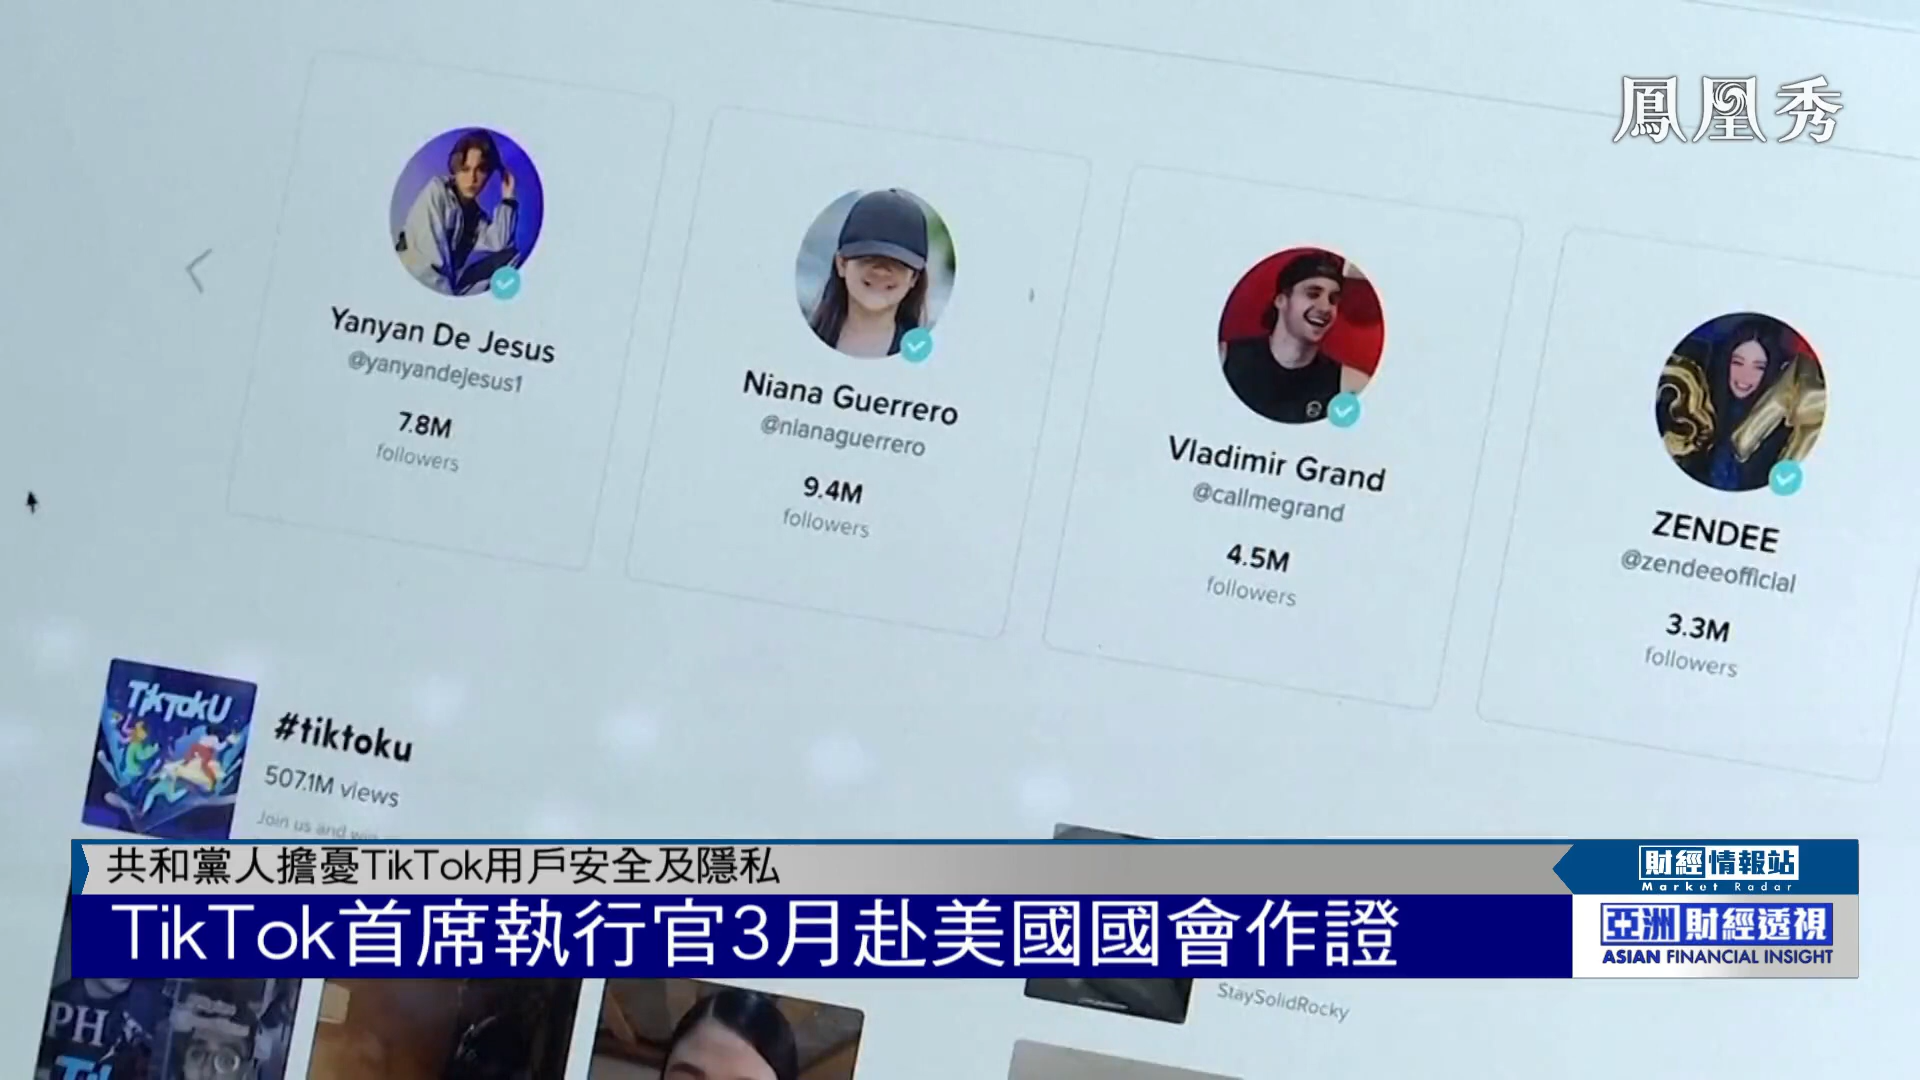 鳳凰秀
Yanyan De Jesus
@yanyandejesus1
7.8M
followers
Niana Guerrero
@nianaguerrero
9.4M
followers
Vladimir Grand
@callmegrand
4.5M
followers
ZENDEE
@zendeeofficial
3.3M
followers
TikTokU
#tiktoku
507.1M views
Join us and
共和黨人擔憂TikTok用戶安全及隱私
財經情報站
Market Radar
TikTok首席執行官3月赴美國國會作證
亞洲財經透視
ASIAN FINANCIAL INSIGHT
StaySolidRocky
PH